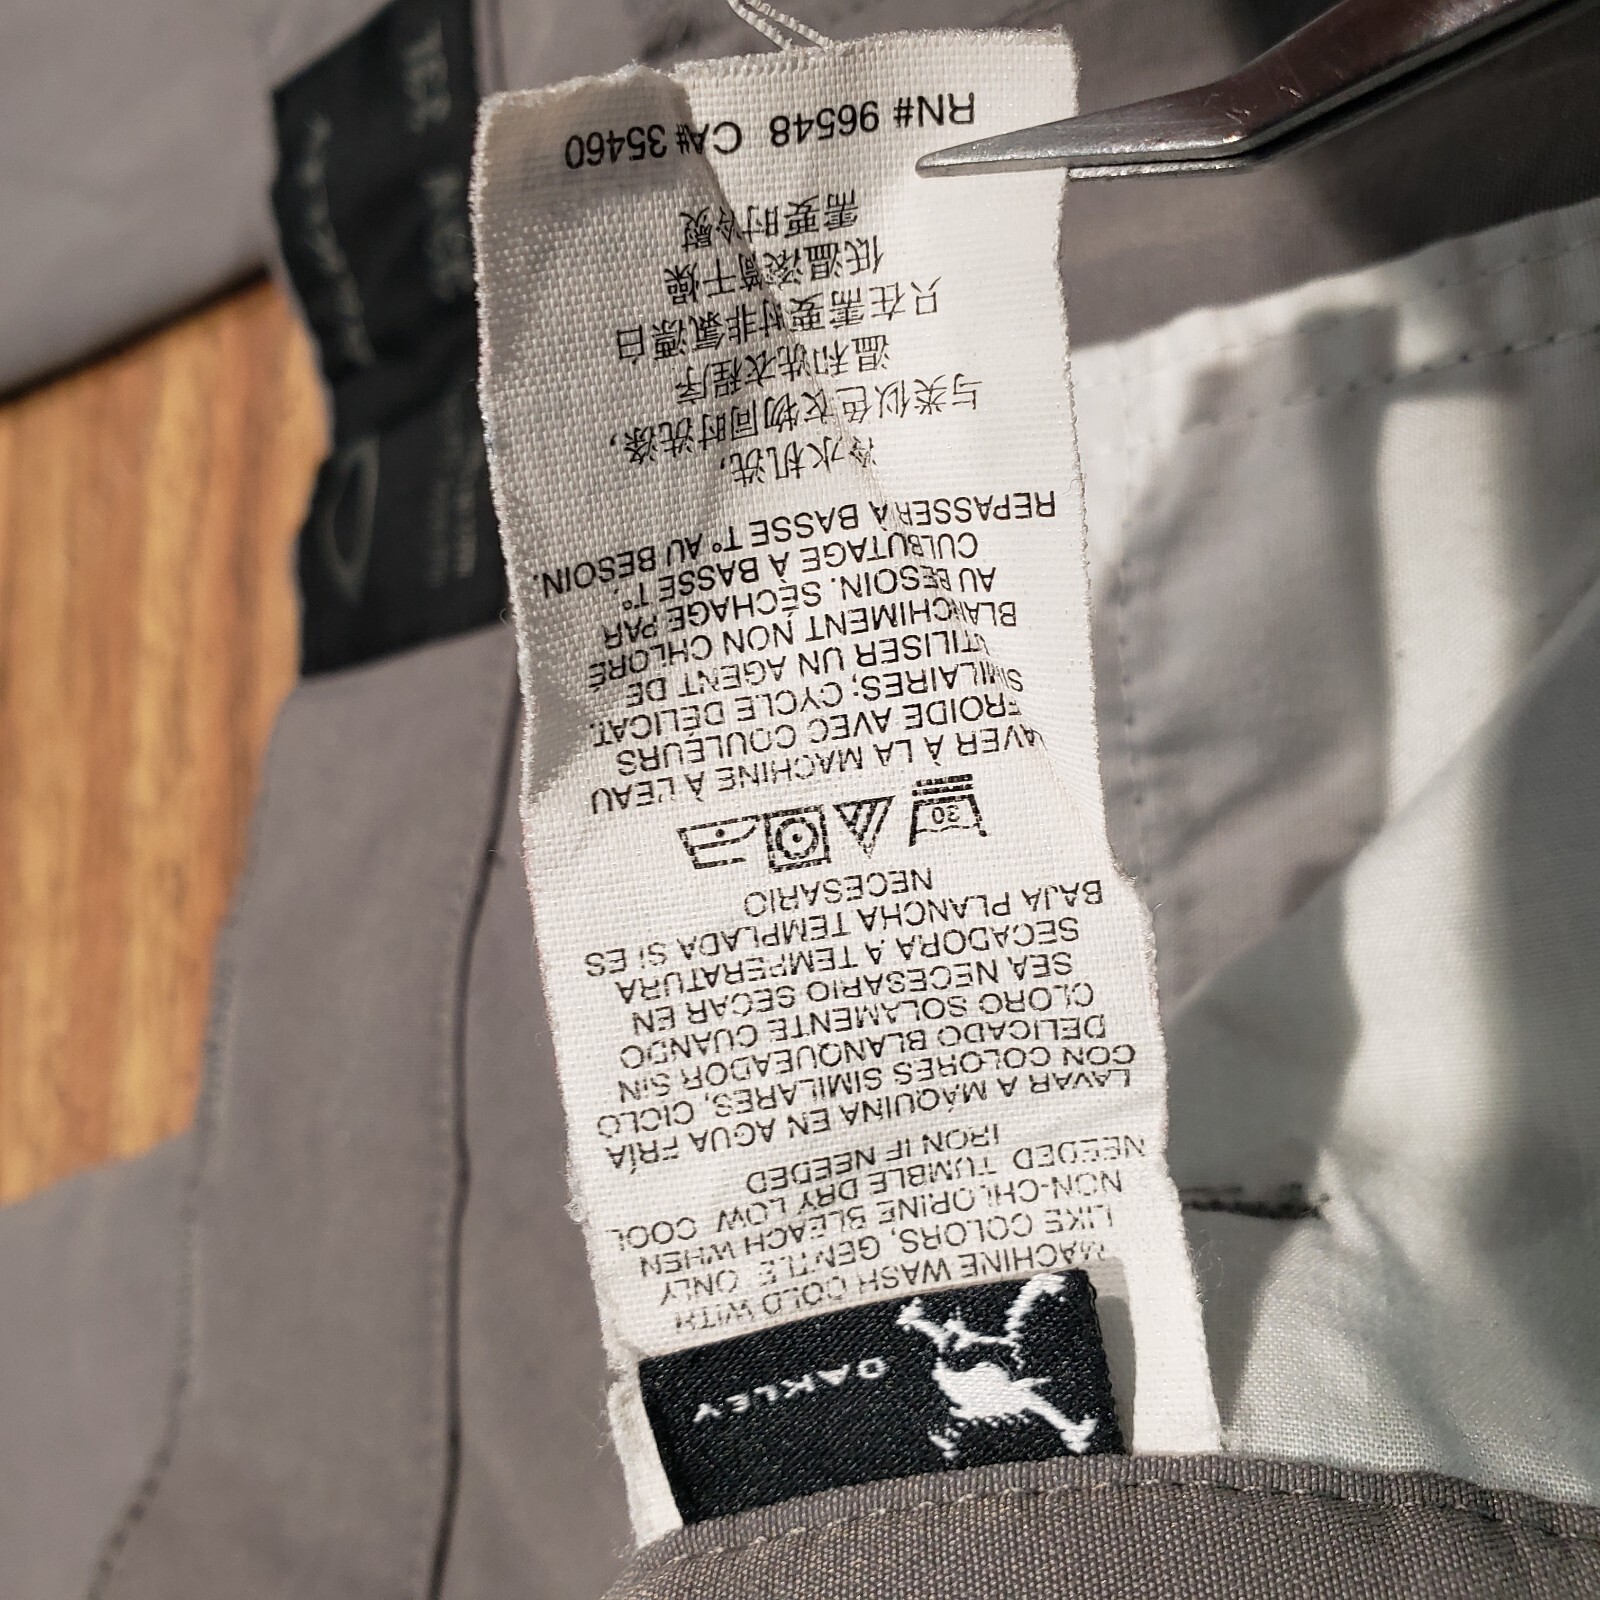 OAKLEY
MACHINE WASH COLD WITH
LIKE COLORS, GENTLE ONLY
NON-CHLORINE BLEACH WHEN
NEEDED TUMBLE DRY LOW COOL
IRON IF NEEDED
LAVAR A MÁQUINA EN AGUA FRÍA
CON COLORES SIMILARES, CICLO
DELICADO BLANQUEADOR SIN
CLORO SOLAMENTE CUANDO
SEA NECESARIO SECAR EN
SECADORA A TEMPERATURA
BAJA PLANCHA TEMPLADA Si ES
NECESARIO
30
LAVER À LA MACHINE À L'EAU
FROIDE AVEC COULEURS
SIMILAIRES; CYCLE DÉLICAT.
UTILISER UN AGENT DE
BLANCHIMENT NON CHLORÉ
AU BESOIN. SÉCHAGE PAR
CULBUTAGE À BASSE T°.
REPASSER À BASSE T° AU BESOIN.
冷水机洗,
与类似色衣物同时洗涤,
温和洗衣程序
只在需要时非氯漂白
低温滚筒干燥
需要时冷熨
RN# 96548 CA# 35460